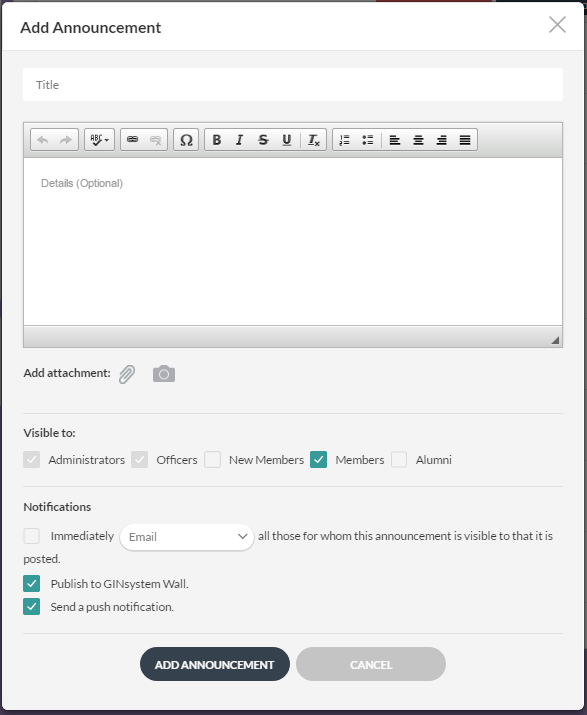 Add Announcement
Title
ABC
Ω B I S U Tx
Details (Optional)
Add attachment:
Visible to:
Administrators Officers New Members Members Alumni
Notifications
Immediately Email all those for whom this announcement is visible to that it is
posted.
Publish to GINsystem Wall.
Send a push notification.
ADD ANNOUNCEMENT CANCEL